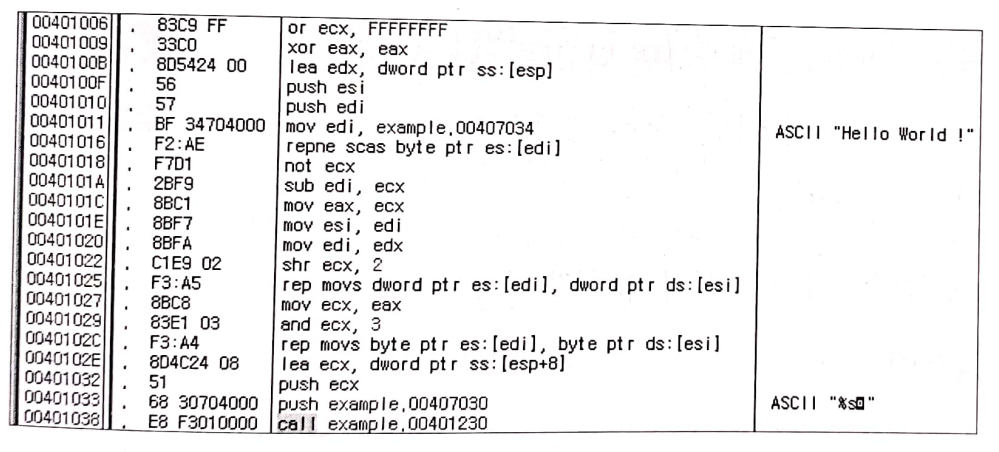 00401006 . 83C9 FF or ecx, FFFFFFFF
00401009 . 33C0 xor eax, eax
0040100B . 8D5424 00 lea edx, dword ptr ss:[esp]
0040100F . 56 push esi
00401010 . 57 push edi
00401011 . BF 34704000 mov edi, example.00407034 ASCII "Hello World !"
00401016 . F2:AE repne scas byte ptr es:[edi]
00401018 . F7D1 not ecx
0040101A . 2BF9 sub edi, ecx
0040101C . 8BC1 mov eax, ecx
0040101E . 8BF7 mov esi, edi
00401020 . 8BFA mov edi, edx
00401022 . C1E9 02 shr ecx, 2
00401025 . F3:A5 rep movs dword ptr es:[edi], dword ptr ds:[esi]
00401027 . 8BC8 mov ecx, eax
00401029 . 83E1 03 and ecx, 3
0040102C . F3:A4 rep movs byte ptr es:[edi], byte ptr ds:[esi]
0040102E . 8D4C24 08 lea ecx, dword ptr ss:[esp+8]
00401032 . 51 push ecx
00401033 . 68 30704000 push example.00407030 ASCII "%s◘"
00401038 . E8 F3010000 call example.00401230